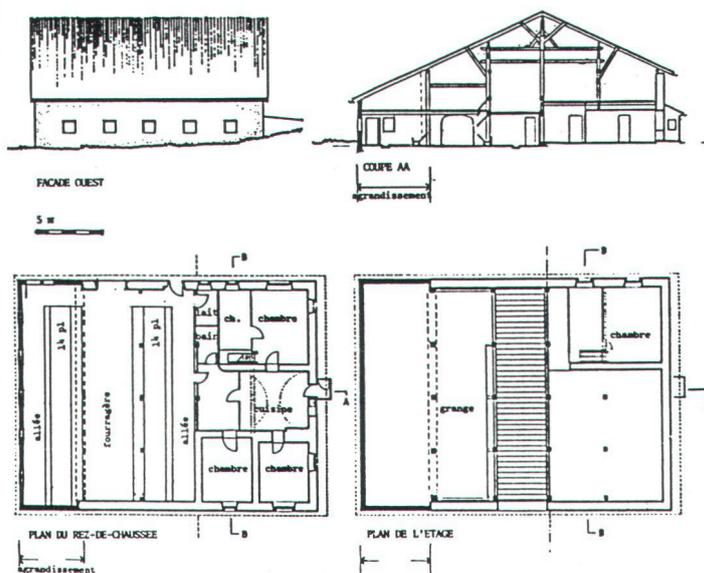 FACADE OUEST
5 m
COUPE AA
agrandissement
B
lait
bain
ch.
chambre
14 pl
14 pl
allée
fourragère
allée
cuisine
A
chambre
chambre
B
PLAN DU REZ-DE-CHAUSSEE
agrandissement
B
chambre
grange
B
PLAN DE L'ETAGE